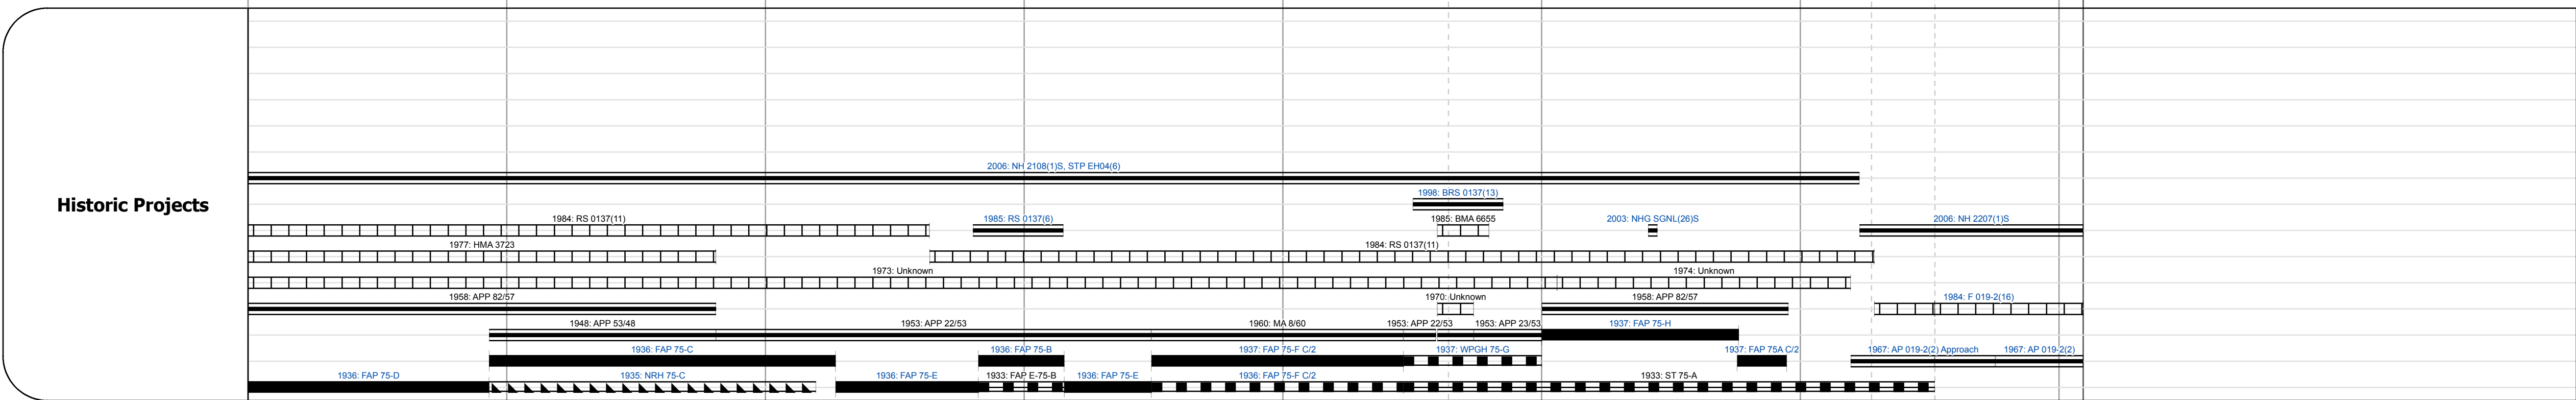 2006: NH 2108(1)S, STP EH04(6)
1998: BRS 0137(13)
Historic Projects
1984: RS 0137(11)
1985: RS 0137(6)
1985: BMA 6655
2003: NHG SGNL(26)S
2006: NH 2207(1)S
1977: HMA 3723
1984: RS 0137(11)
1973: Unknown
1974: Unknown
1958: APP 82/57
1970: Unknown
1958: APP 82/57
1984: F 019-2(16)
1948: APP 53/48
1953: APP 22/53
1960: MA 8/60
1953: APP 22/53
1953: APP 23/53
1937: FAP 75-H
1936: FAP 75-C
1936: FAP 75-B
1937: FAP 75-F C/2
1937: WPGH 75-G
1937: FAP 75A C/2
1967: AP 019-2(2) Approach
1967: AP 019-2(2)
1936: FAP 75-D
1935: NRH 75-C
1936: FAP 75-E
1933: FAP E-75-B
1936: FAP 75-E
1936: FAP 75-F C/2
1933: ST 75-A